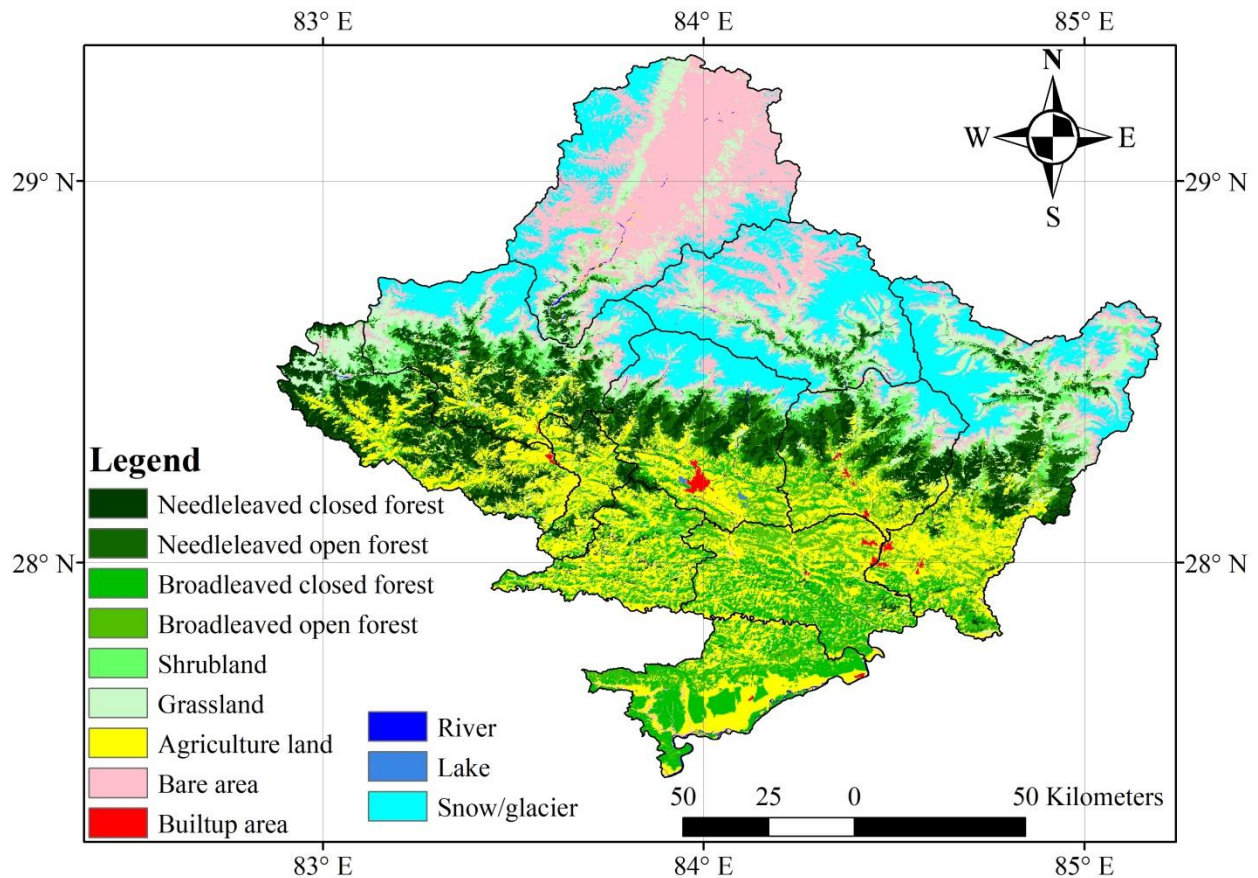 83° E 84° E 85° E
N
W E
S
29° N 29° N
28° N 28° N
Legend
Needleleaved closed forest
Needleleaved open forest
Broadleaved closed forest
Broadleaved open forest
Shrubland
Grassland
Agriculture land
Bare area
Builtup area
River
Lake
Snow/glacier
50 25 0 50 Kilometers
83° E 84° E 85° E